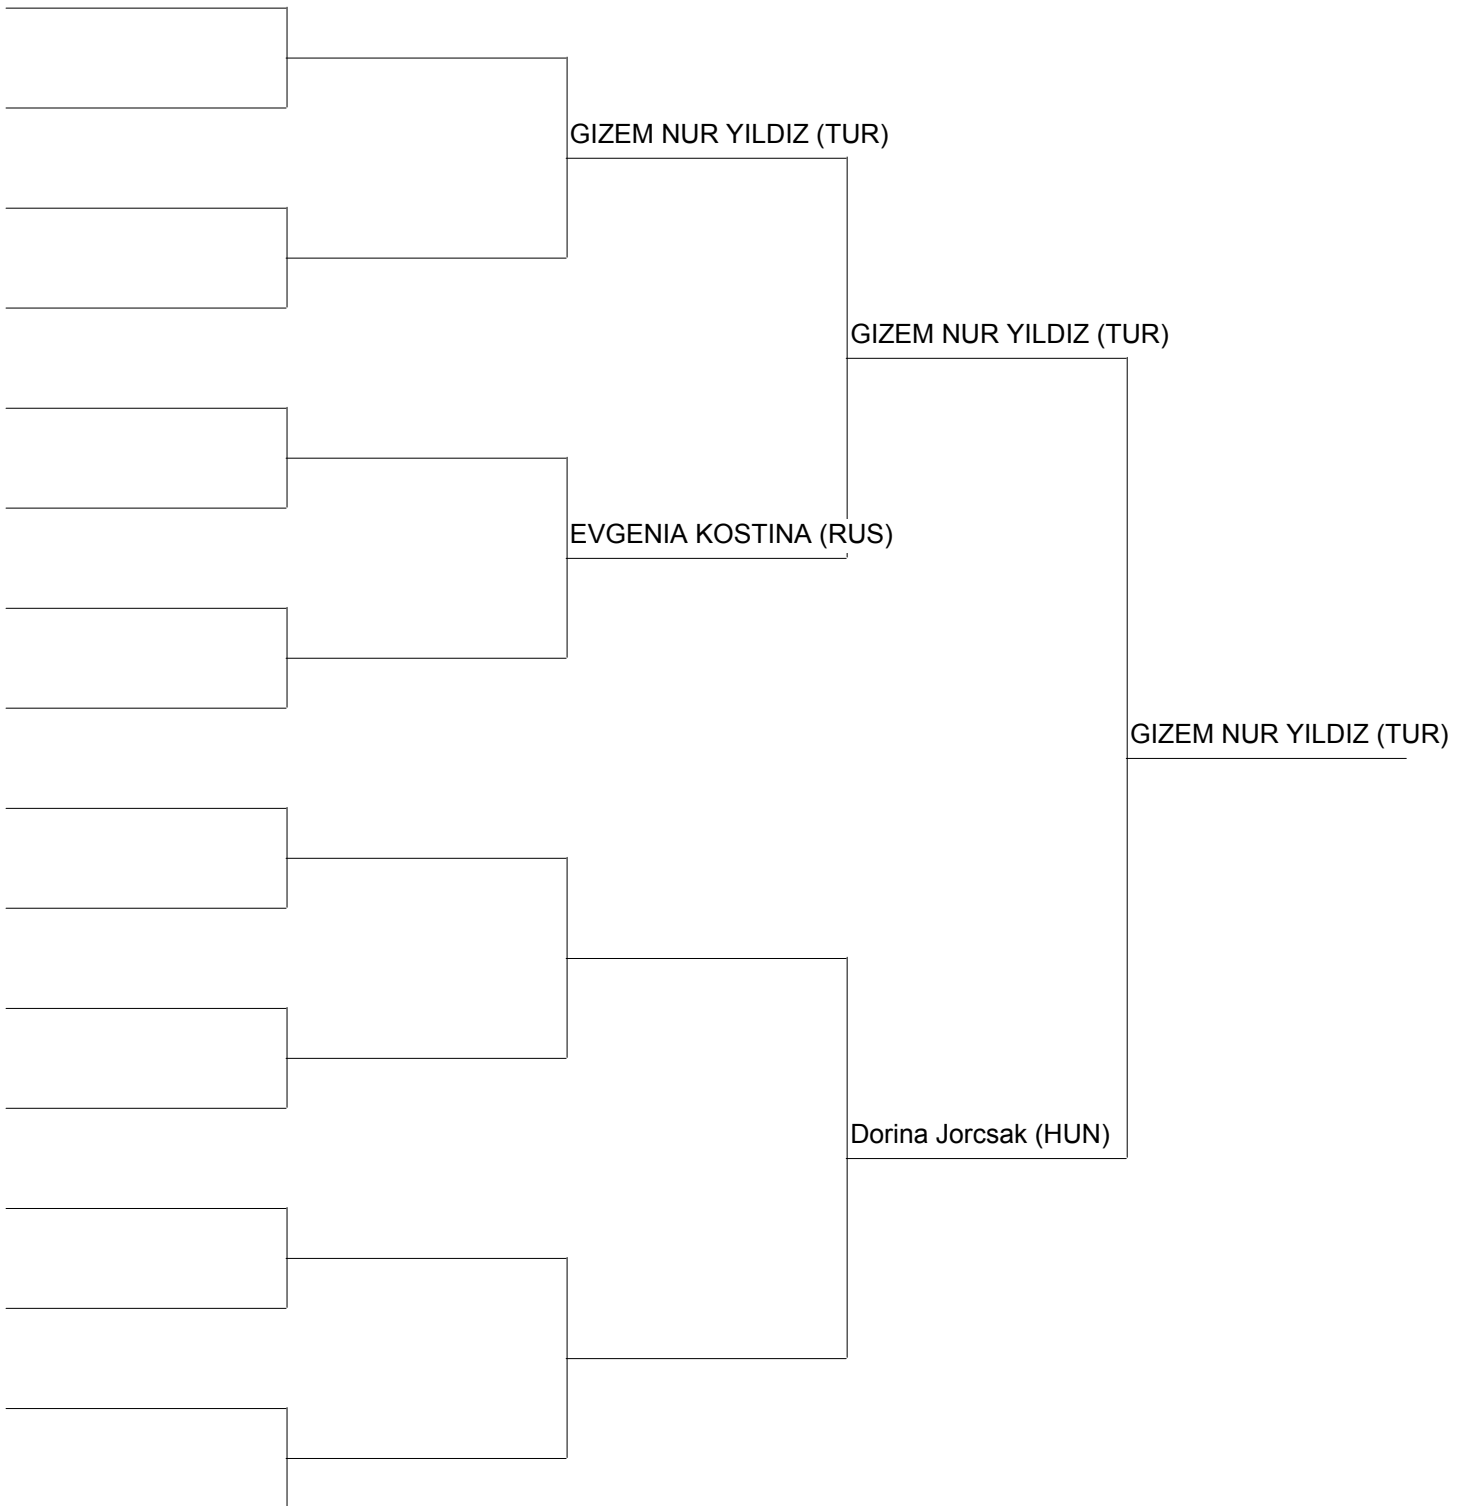 GIZEM NUR YILDIZ (TUR)
GIZEM NUR YILDIZ (TUR)
EVGENIA KOSTINA (RUS)
GIZEM NUR YILDIZ (TUR)
Dorina Jorcsak (HUN)